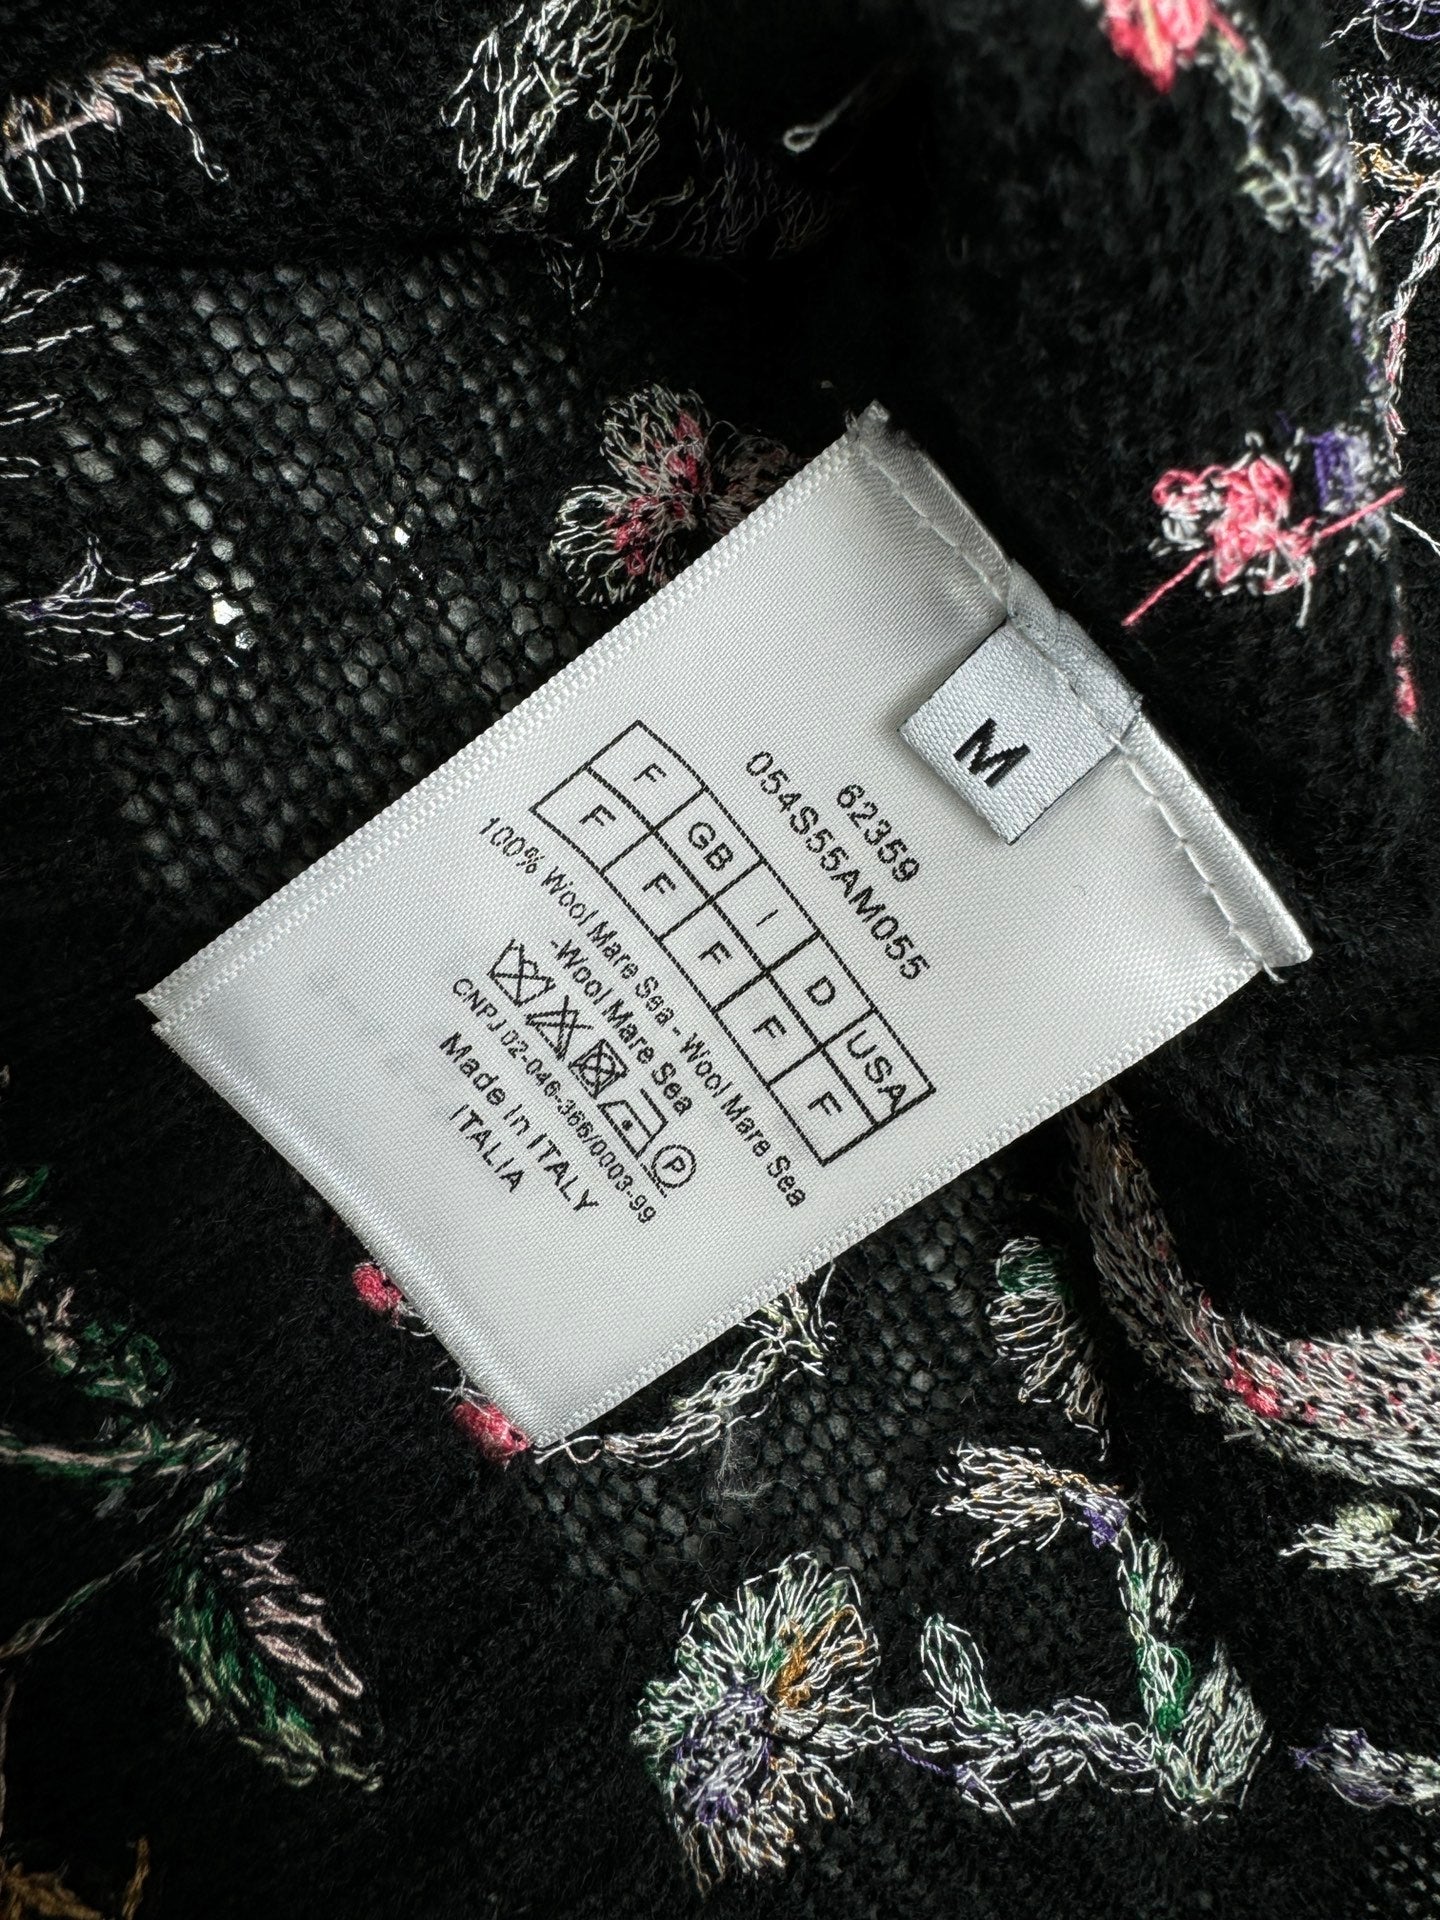 M
62359
054S55AM055
F GB I D USA
F F F F F
100% Wool Mare Sea - Wool Mare Sea
-Wool Mare Sea
P
CNPJ 02-046-366/0003-99
Made in ITALY
ITALIA